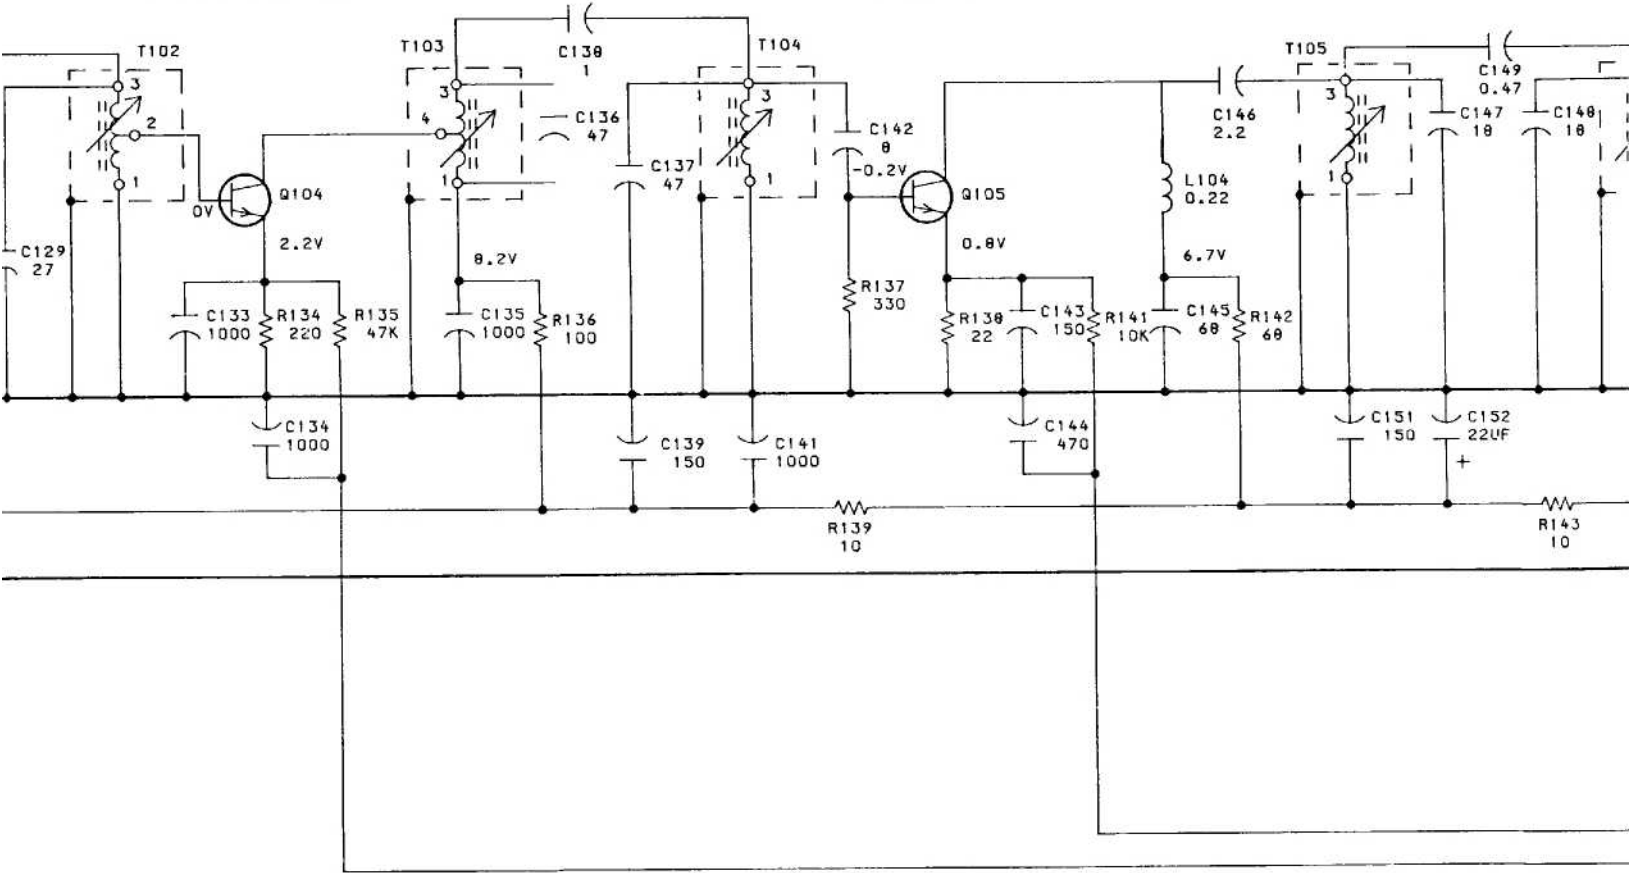 T102
3
2
1
Q104
0V
2.2V
C129
27
C133
1000
R134
220
R135
47K
C134
1000
T103
3
4
1
C138
1
C136
47
8.2V
C135
1000
R136
100
T104
3
1
C137
47
C142
8
-0.2V
Q105
0.8V
R137
330
R138
22
C143
150
R141
10K
C145
68
R142
68
L104
0.22
6.7V
C146
2.2
T105
3
1
C149
0.47
C147
18
C148
18
C139
150
C141
1000
C144
470
C151
150
C152
22UF
+
R139
10
R143
10